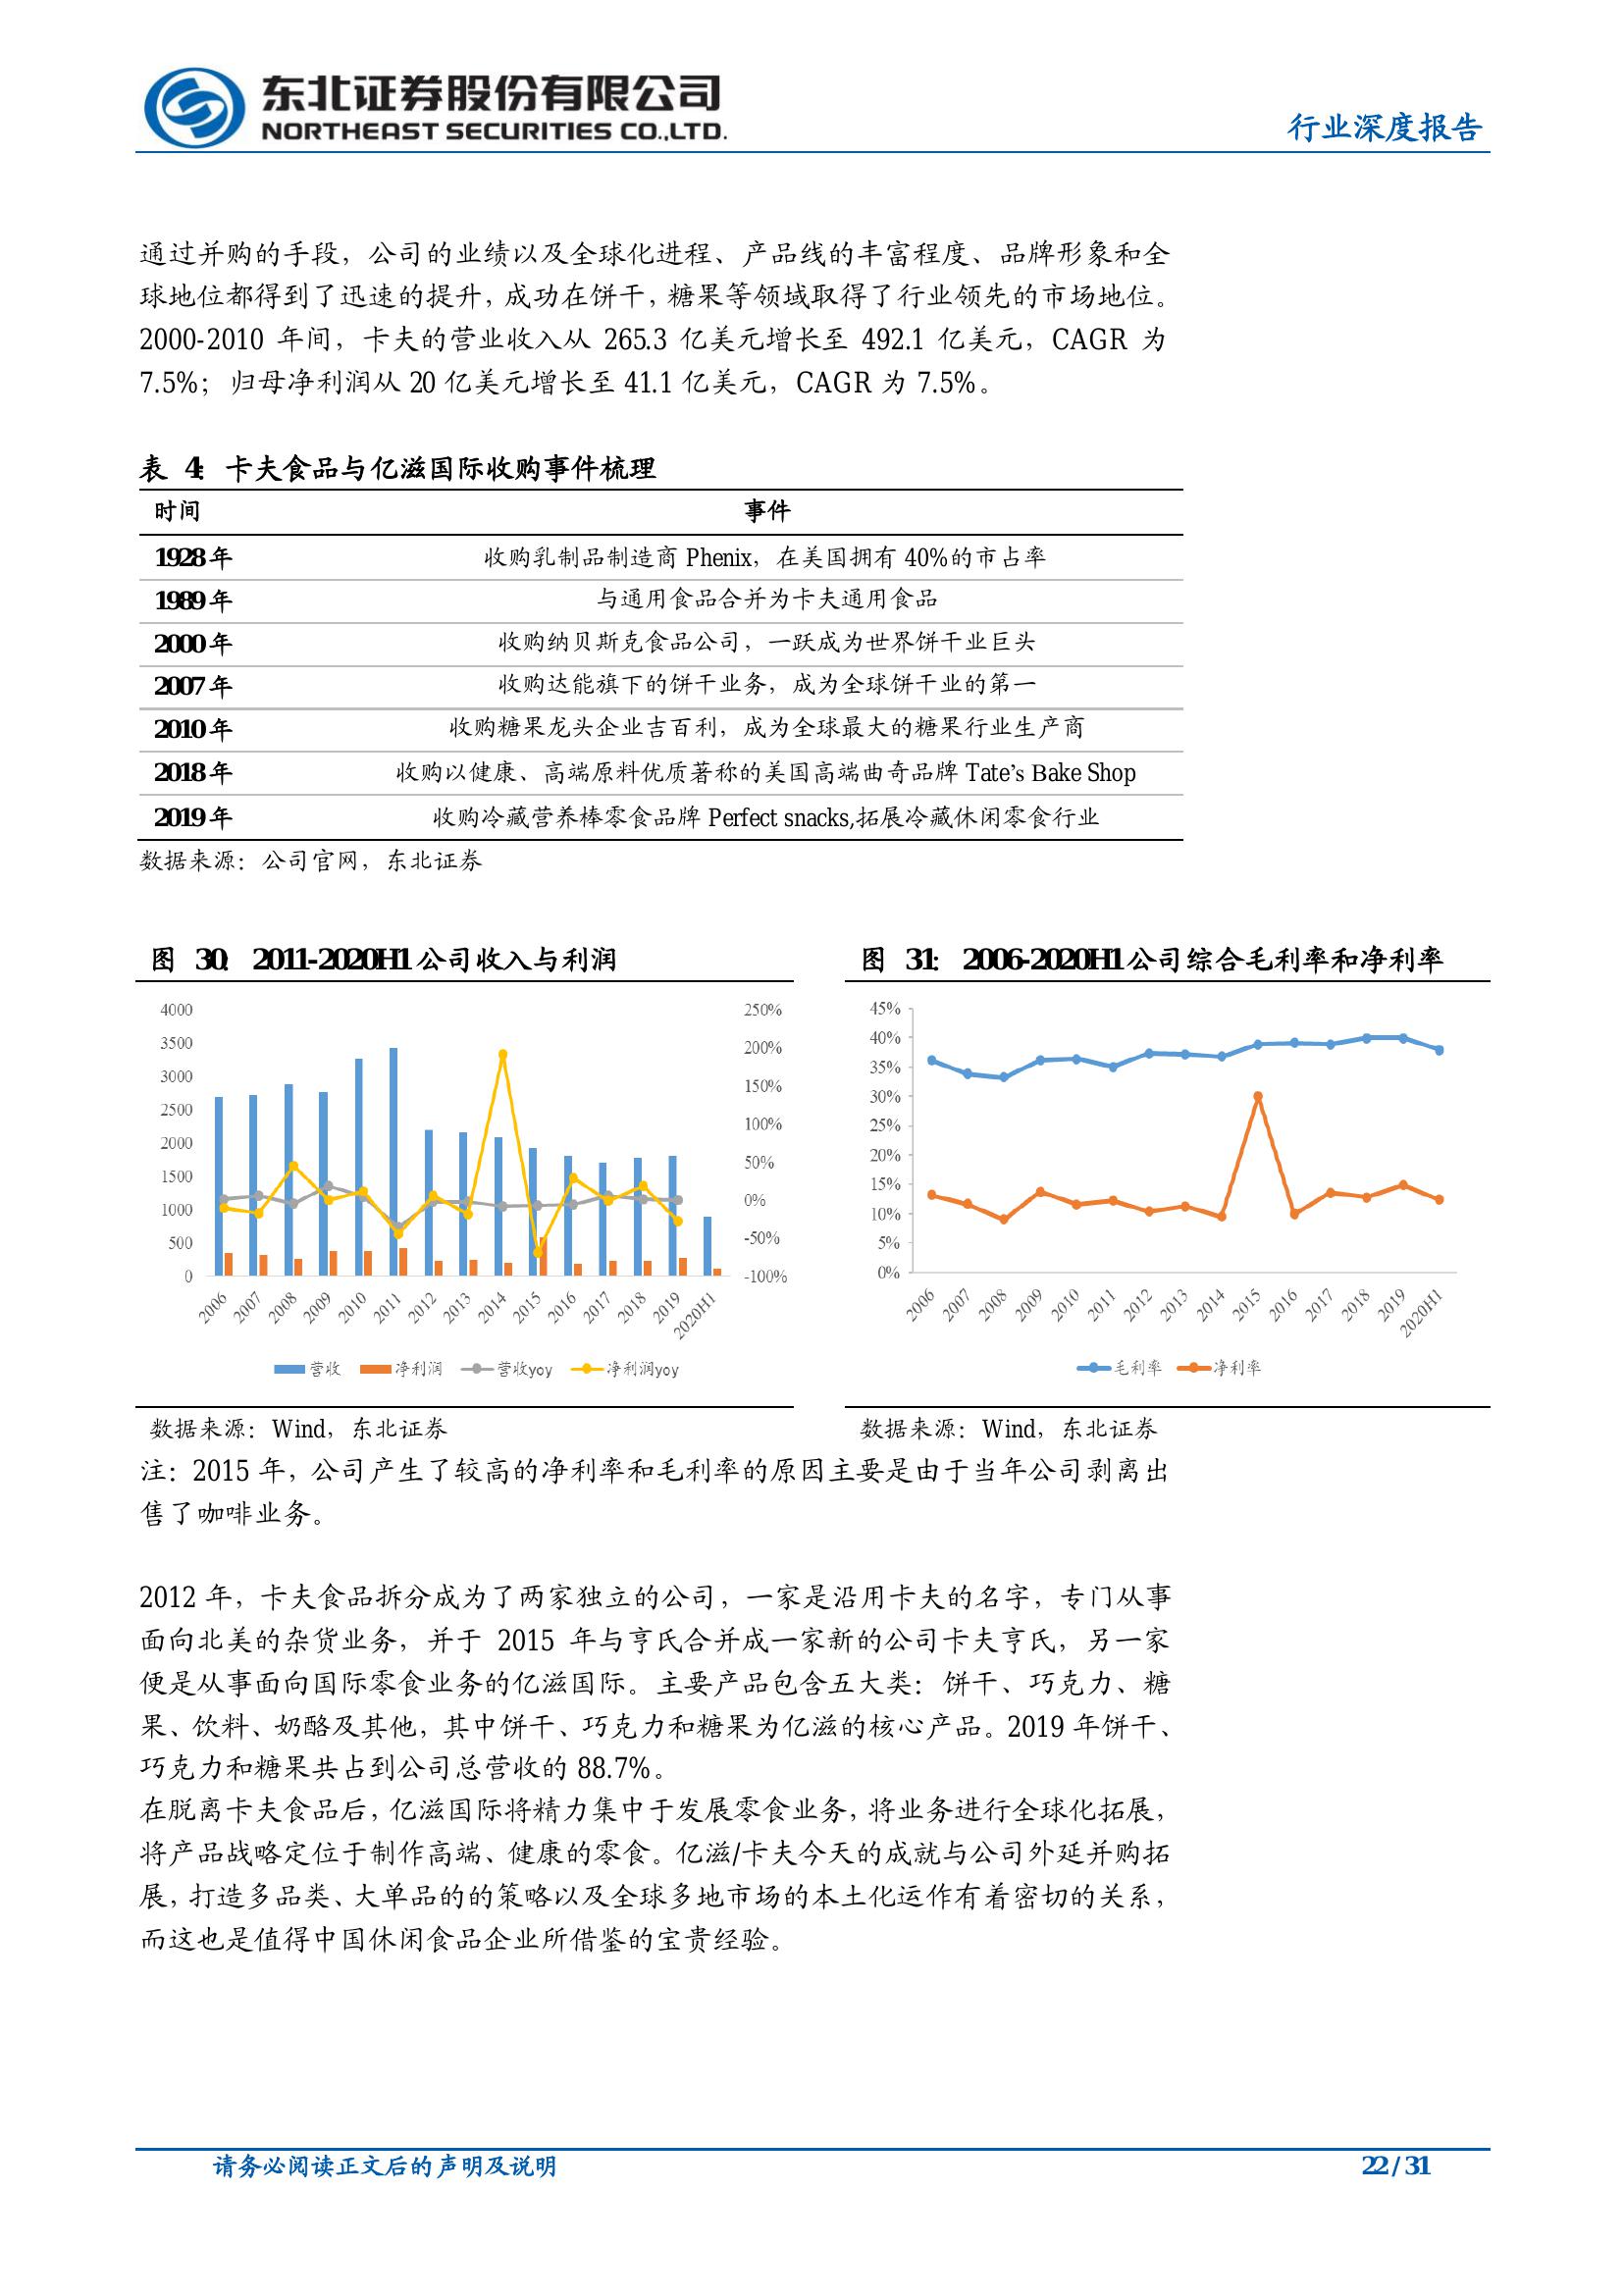 东北证券股份有限公司
NORTHEAST SECURITIES CO.,LTD.
行业深度报告
通过并购的手段，公司的业绩以及全球化进程、产品线的丰富程度、品牌形象和全
球地位都得到了迅速的提升，成功在饼干，糖果等领域取得了行业领先的市场地位。
2000-2010 年间，卡夫的营业收入从 265.3 亿美元增长至 492.1 亿美元，CAGR 为
7.5%；归母净利润从 20 亿美元增长至 41.1 亿美元，CAGR 为 7.5%。
表 4：卡夫食品与亿滋国际收购事件梳理
时间 事件
1928 年 收购乳制品制造商 Phenix，在美国拥有 40%的市占率
1989 年 与通用食品合并为卡夫通用食品
2000 年 收购纳贝斯克食品公司，一跃成为世界饼干业巨头
2007 年 收购达能旗下的饼干业务，成为全球饼干业的第一
2010 年 收购糖果龙头企业吉百利，成为全球最大的糖果行业生产商
2018 年 收购以健康、高端原料优质著称的美国高端曲奇品牌 Tate’s Bake Shop
2019 年 收购冷藏营养棒零食品牌 Perfect snacks,拓展冷藏休闲零食行业
数据来源：公司官网，东北证券
图 30：2011-2020H1 公司收入与利润
4000 250%
3500 200%
3000 150%
2500 100%
2000 50%
1500 0%
1000 -50%
500 -100%
0
2006 2007 2008 2009 2010 2011 2012 2013 2014 2015 2016 2017 2018 2019 2020H1
营收 净利润 营收yoy 净利润yoy
数据来源：Wind，东北证券
图 31：2006-2020H1 公司综合毛利率和净利率
45%
40%
35%
30%
25%
20%
15%
10%
5%
0%
2006 2007 2008 2009 2010 2011 2012 2013 2014 2015 2016 2017 2018 2019 2020H1
毛利率 净利率
数据来源：Wind，东北证券
注：2015 年，公司产生了较高的净利率和毛利率的原因主要是由于当年公司剥离出
售了咖啡业务。
2012 年，卡夫食品拆分成为了两家独立的公司，一家是沿用卡夫的名字，专门从事
面向北美的杂货业务，并于 2015 年与亨氏合并成一家新的公司卡夫亨氏，另一家
便是从事面向国际零食业务的亿滋国际。主要产品包含五大类：饼干、巧克力、糖
果、饮料、奶酪及其他，其中饼干、巧克力和糖果为亿滋的核心产品。2019 年饼干、
巧克力和糖果共占到公司总营收的 88.7%。
在脱离卡夫食品后，亿滋国际将精力集中于发展零食业务，将业务进行全球化拓展，
将产品战略定位于制作高端、健康的零食。亿滋/卡夫今天的成就与公司外延并购拓
展，打造多品类、大单品的的策略以及全球多地市场的本土化运作有着密切的关系，
而这也是值得中国休闲食品企业所借鉴的宝贵经验。
请务必阅读正文后的声明及说明
22 / 31